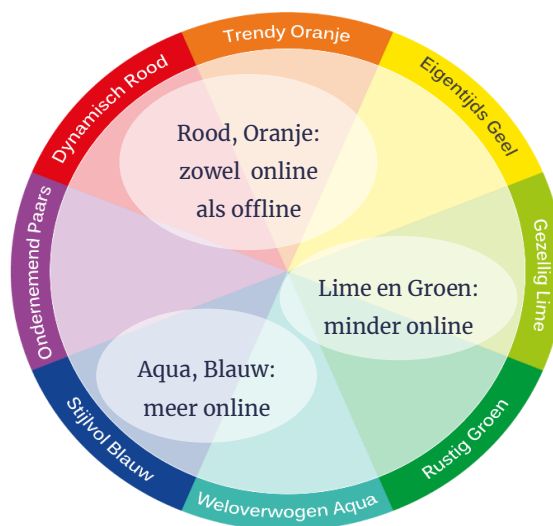 Trendy Oranje
Dynamisch Rood
Eigentijds Geel
Rood, Oranje:
zowel online
als offline
Ondernemend Paars
Gezellig Lime
Lime en Groen:
minder online
Aqua, Blauw:
meer online
Stijlvol Blauw
Rustig Groen
Weloverwogen Aqua